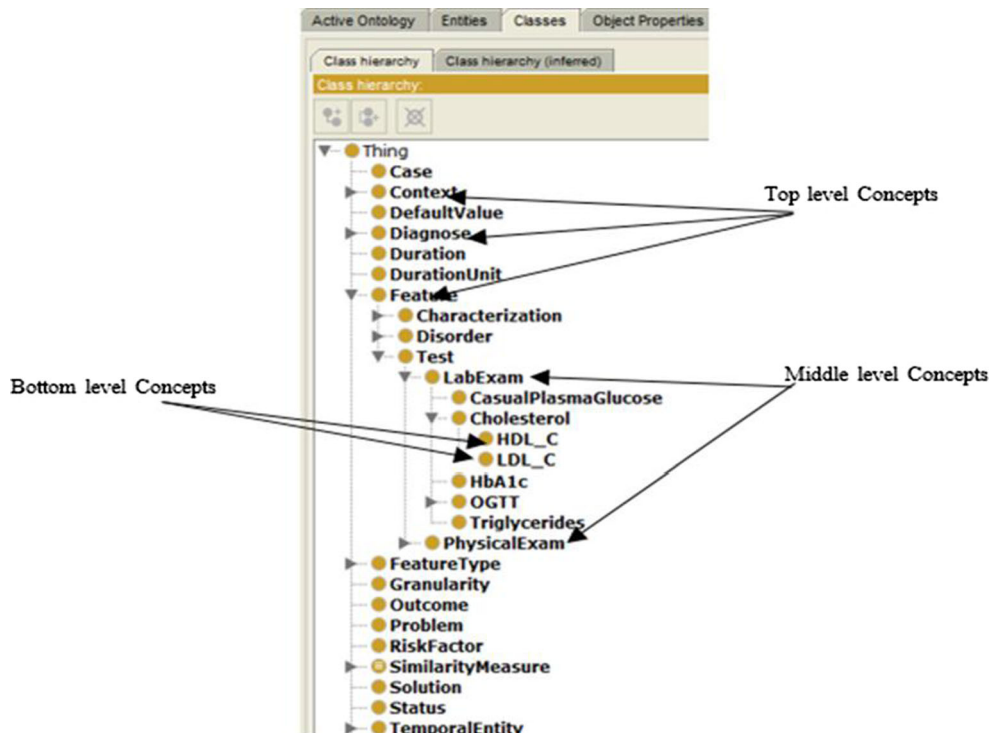 Active Ontology Entities Classes Object Properties
Class hierarchy Class hierarchy (inferred)
Class hierarchy:
Thing
Case
Context
Top level Concepts
DefaultValue
Diagnose
Duration
DurationUnit
Feature
Characterization
Disorder
Test
LabExam
Middle level Concepts
Bottom level Concepts
CasualPlasmaGlucose
Cholesterol
HDL_C
LDL_C
HbA1c
OGTT
Triglycerides
PhysicalExam
FeatureType
Granularity
Outcome
Problem
RiskFactor
SimilarityMeasure
Solution
Status
TemporalEntity